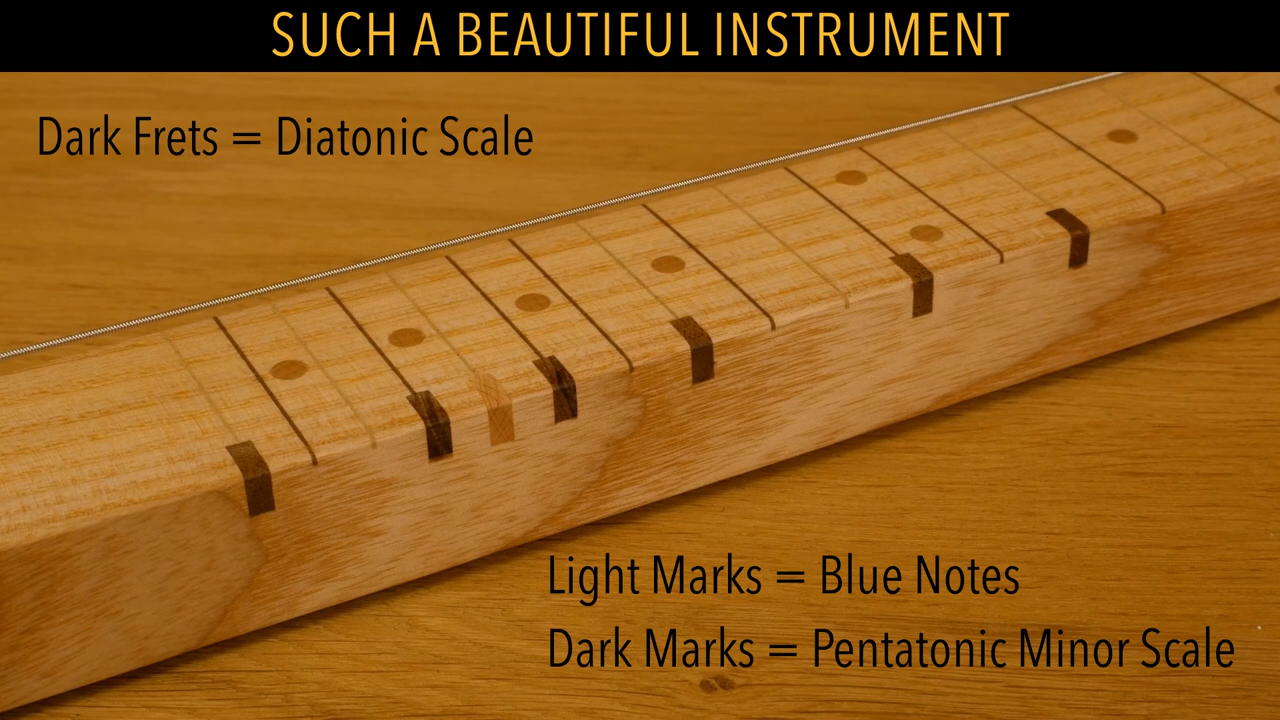 SUCH A BEAUTIFUL INSTRUMENT
Dark Frets = Diatonic Scale
Light Marks = Blue Notes
Dark Marks = Pentatonic Minor Scale